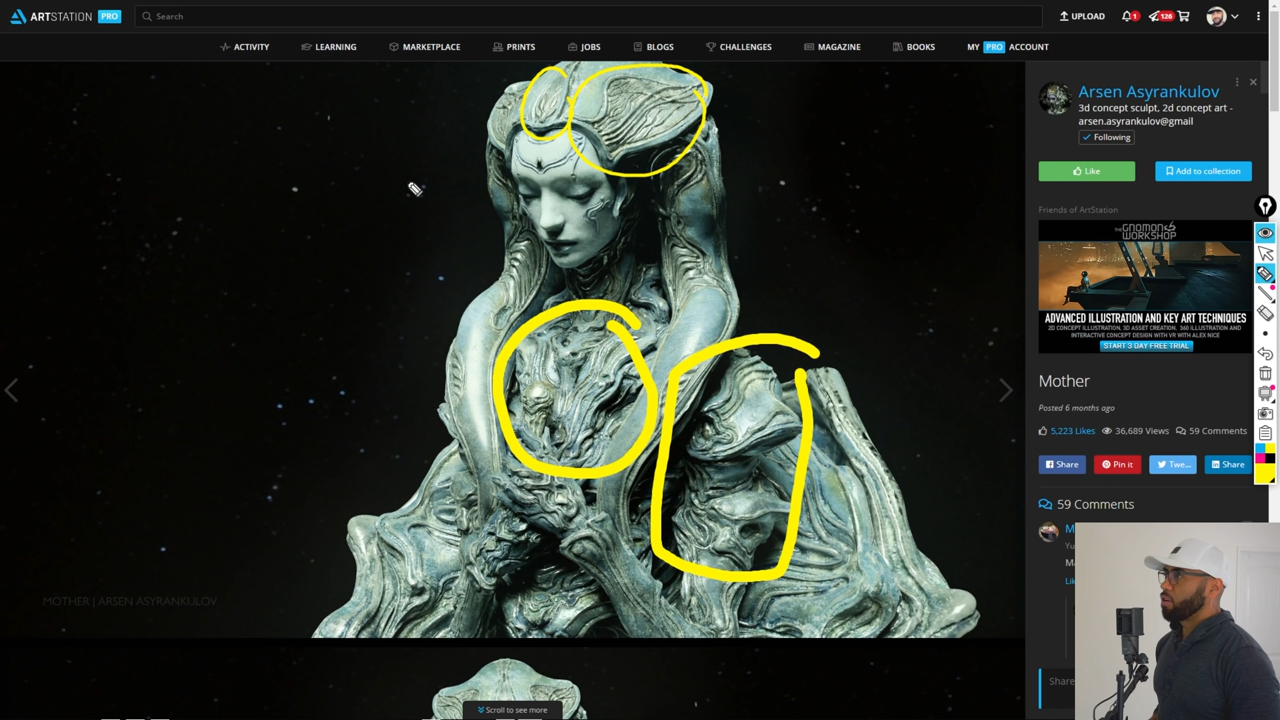 ARTSTATION PRO
Search
UPLOAD
1
126
ACTIVITY
LEARNING
MARKETPLACE
PRINTS
JOBS
BLOGS
CHALLENGES
MAGAZINE
BOOKS
MY PRO ACCOUNT
Arsen Asyrankulov
3d concept sculpt, 2d concept art -
arsen.asyrankulov@gmail
Following
Like
Add to collection
Friends of ArtStation
THE GNOMON WORKSHOP
ADVANCED ILLUSTRATION AND KEY ART TECHNIQUES
2D CONCEPT ILLUSTRATION, 3D ASSET CREATION, 360 ILLUSTRATION AND
INTERACTIVE CONCEPT DESIGN WITH VR WITH ALEX NICE
START 3 DAY FREE TRIAL
Mother
Posted 6 months ago
5,223 Likes
36,689 Views
59 Comments
Share
Pin it
Twe...
Share
59 Comments
MOTHER | ARSEN ASYRANKULOV
Scroll to see more